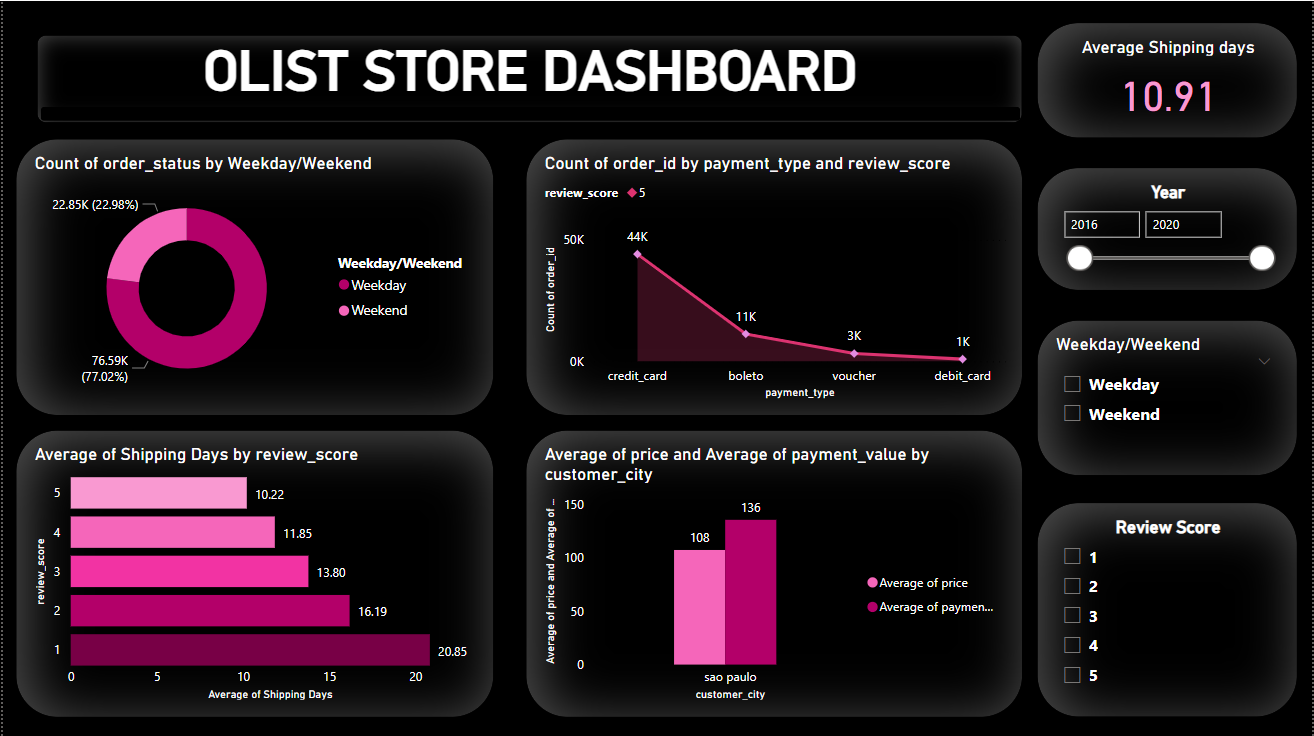 OLIST STORE DASHBOARD
Average Shipping days
10.91
Count of order_status by Weekday/Weekend
22.85K (22.98%)
76.59K
(77.02%)
Weekday/Weekend
Weekday
Weekend
Count of order_id by payment_type and review_score
review_score 5
Count of order_id
50K
0K
44K
11K
3K
1K
credit_card boleto voucher debit_card
payment_type
Year
2016 2020
Weekday/Weekend
Weekday
Weekend
Average of Shipping Days by review_score
review_score
5 10.22
4 11.85
3 13.80
2 16.19
1 20.85
0 5 10 15 20
Average of Shipping Days
Average of price and Average of payment_value by
customer_city
Average of price and Average of ...
150
100
50
0
108
136
sao paulo
customer_city
Average of price
Average of paymen...
Review Score
1
2
3
4
5